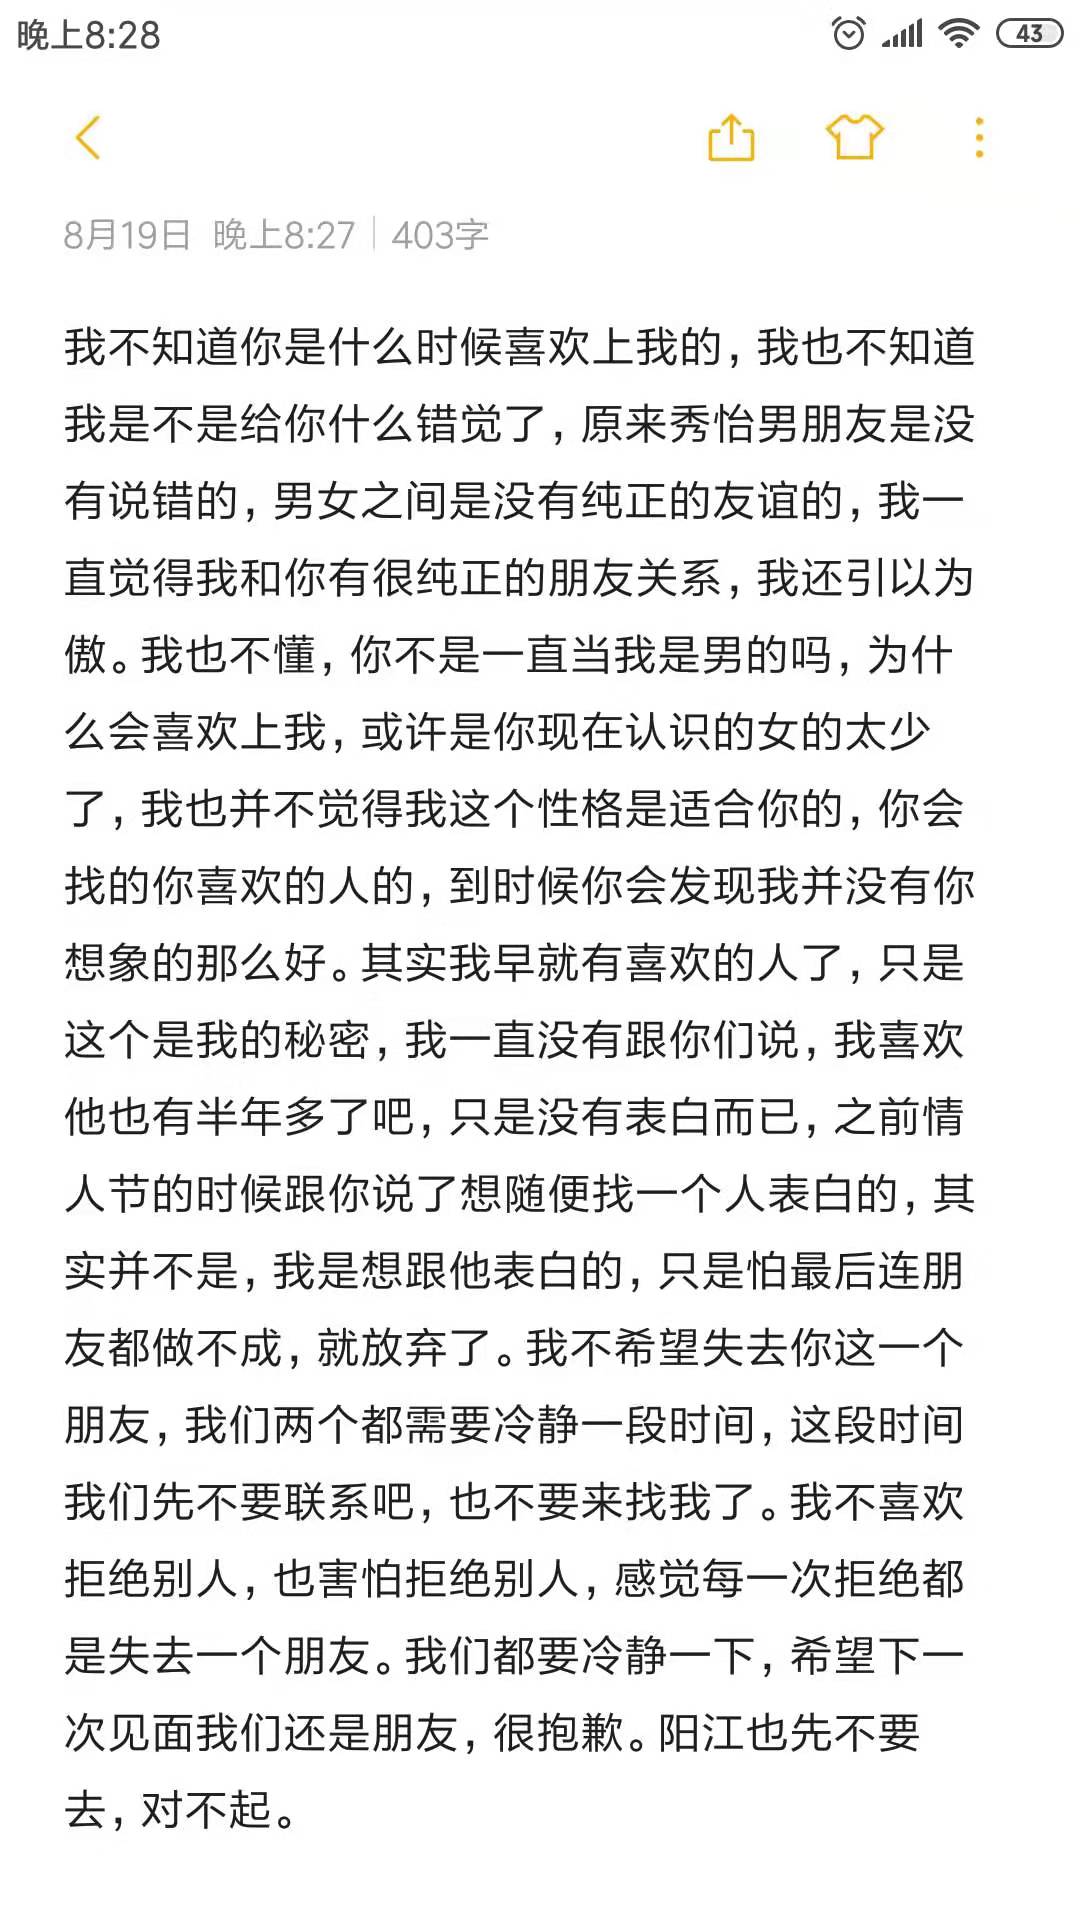 晚上8:28
43
8月19日 晚上8:27 | 403字
我不知道你是什么时候喜欢上我的，我也不知道
我是不是给你什么错觉了，原来秀怡男朋友是没
有说错的，男女之间是没有纯正的友谊的，我一
直觉得我和你有很纯正的朋友关系，我还引以为
傲。我也不懂，你不是一直当我是男的吗，为什
么会喜欢上我，或许是你现在认识的女的太少
了，我也并不觉得我这个性格是适合你的，你会
找的你喜欢的人的，到时候你会发现我并没有你
想象的那么好。其实我早就有喜欢的人了，只是
这个是我的秘密，我一直没有跟你们说，我喜欢
他也有半年多了吧，只是没有表白而已，之前情
人节的时候跟你说了想随便找一个人表白的，其
实并不是，我是想跟他表白的，只是怕最后连朋
友都做不成，就放弃了。我不希望失去你这一个
朋友，我们两个都需要冷静一段时间，这段时间
我们先不要联系吧，也不要来找我了。我不喜欢
拒绝别人，也害怕拒绝别人，感觉每一次拒绝都
是失去一个朋友。我们都要冷静一下，希望下一
次见面我们还是朋友，很抱歉。阳江也先不要
去，对不起。